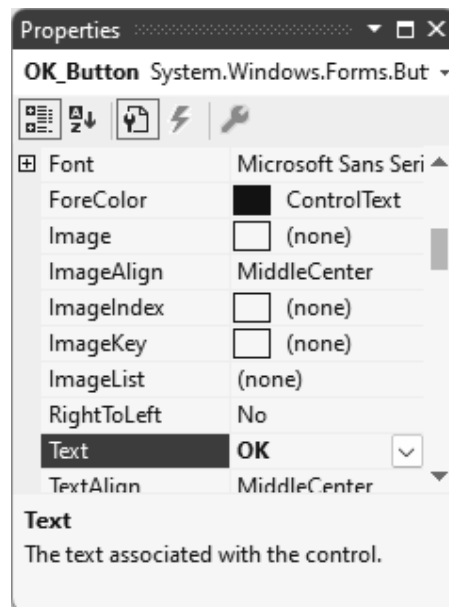 Properties
OK_Button System.Windows.Forms.But
A Z
Font Microsoft Sans Seri
ForeColor ControlText
Image (none)
ImageAlign MiddleCenter
ImageIndex (none)
ImageKey (none)
ImageList (none)
RightToLeft No
Text OK
TextAlign MiddleCenter
Text
The text associated with the control.